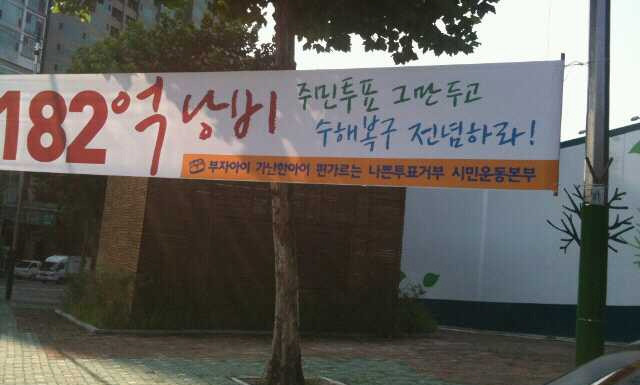 182억 낭비
주민투표 그만두고
수해복구 전념하라!
부자아이 가난한아이 편가르는 나쁜투표거부 시민운동본부